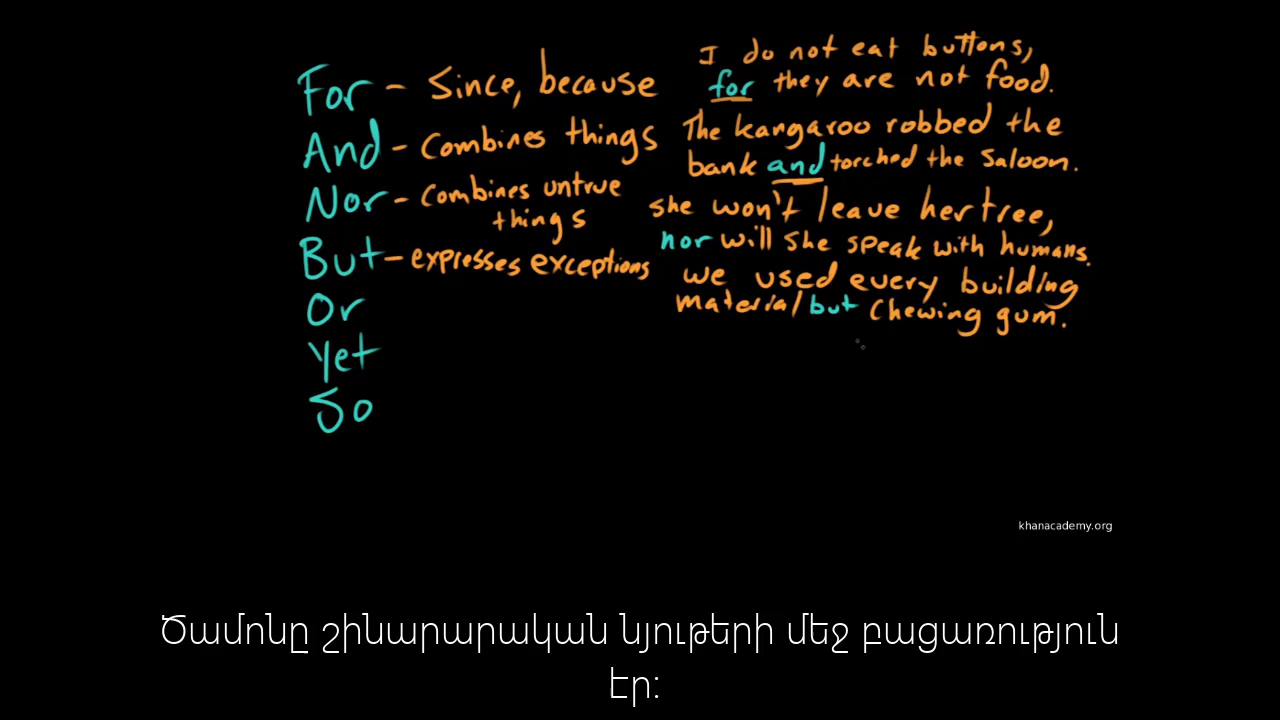 For - Since, because
And - Combines things
Nor - Combines untrue
things
But - expresses exceptions
Or
Yet
So
I do not eat buttons,
for they are not food.
The kangaroo robbed the
bank and torched the saloon.
she won't leave her tree,
nor will she speak with humans.
we used every building
material but chewing gum.
khanacademy.org
Ծամոնը շինարարական նյութերի մեջ բացառություն
էր: